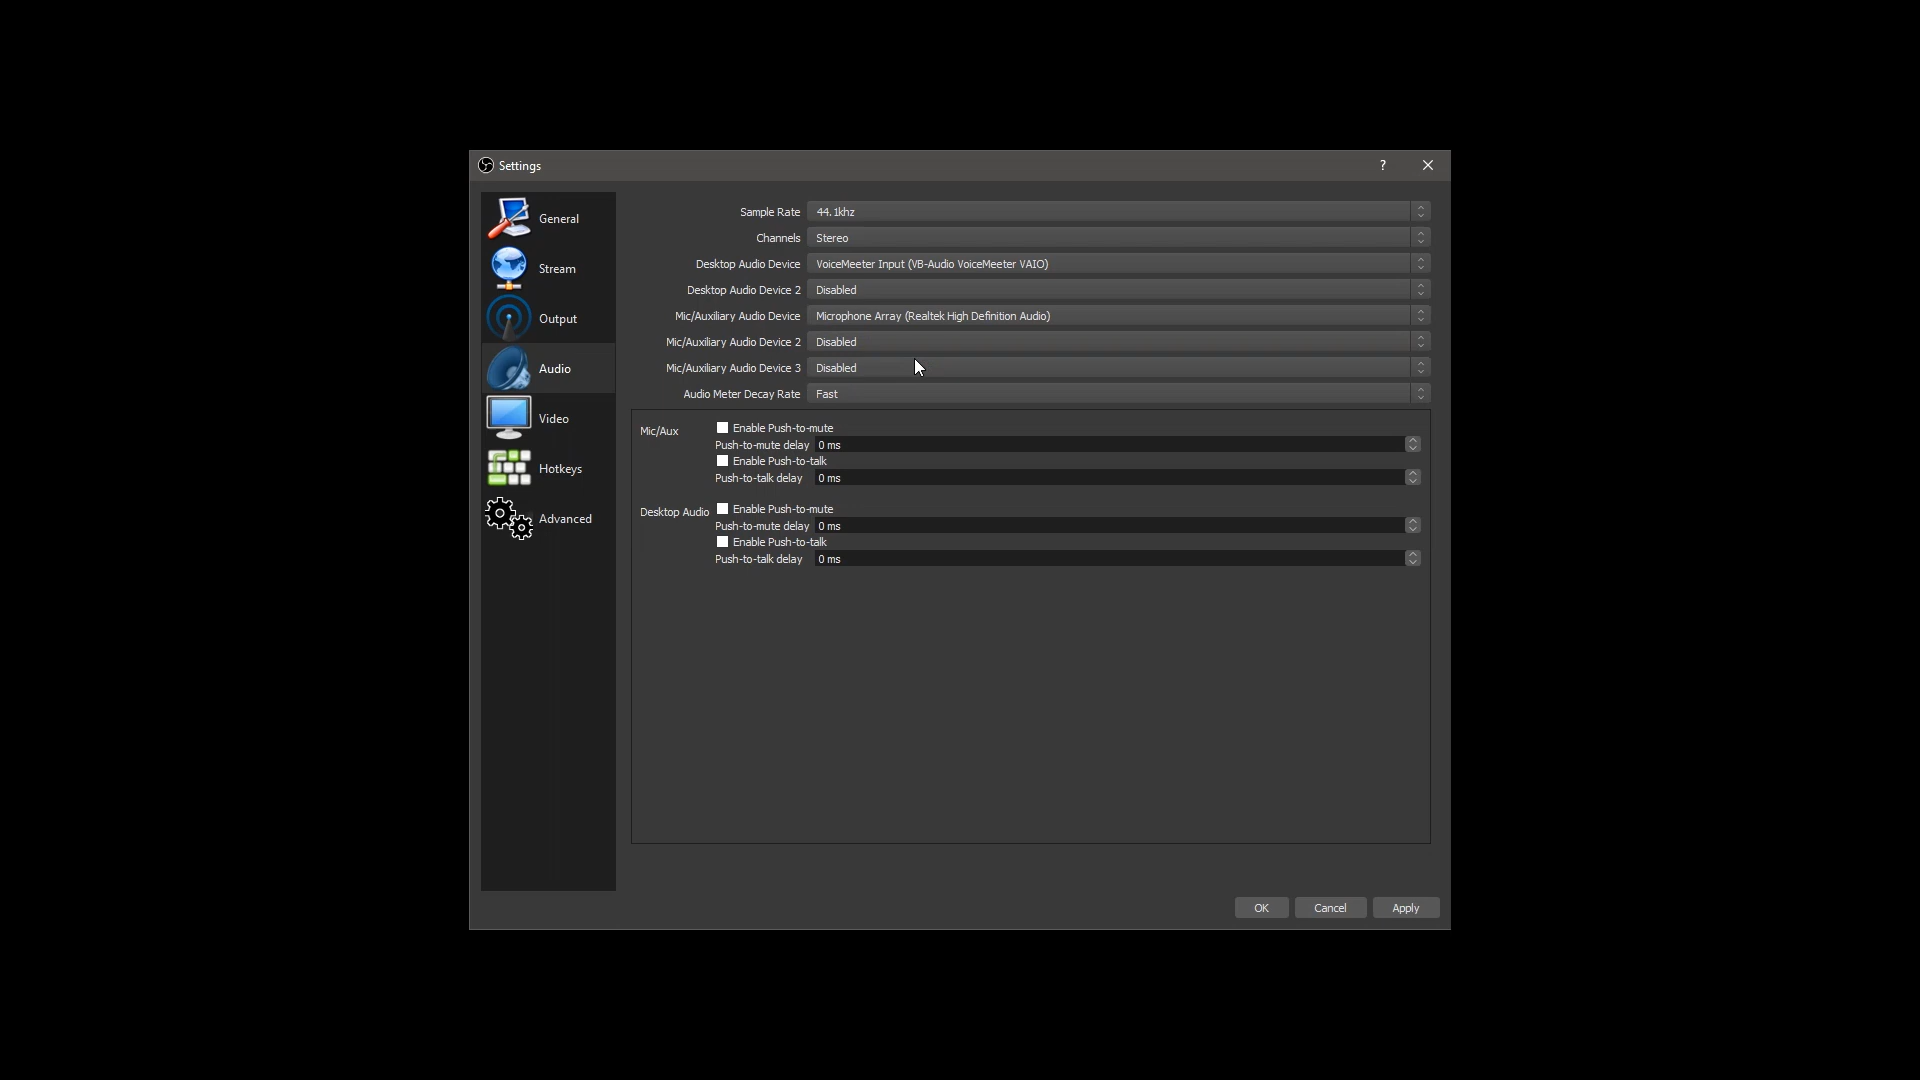 Settings
?
General
Stream
Output
Audio
Video
Hotkeys
Advanced
Sample Rate 44.1khz
Channels Stereo
Desktop Audio Device VoiceMeeter Input (VB-Audio VoiceMeeter VAIO)
Desktop Audio Device 2 Disabled
Mic/Auxiliary Audio Device Microphone Array (Realtek High Definition Audio)
Mic/Auxiliary Audio Device 2 Disabled
Mic/Auxiliary Audio Device 3 Disabled
Audio Meter Decay Rate Fast
Mic/Aux Enable Push-to-mute
Push-to-mute delay 0 ms
Enable Push-to-talk
Push-to-talk delay 0 ms
Desktop Audio Enable Push-to-mute
Push-to-mute delay 0 ms
Enable Push-to-talk
Push-to-talk delay 0 ms
OK Cancel Apply